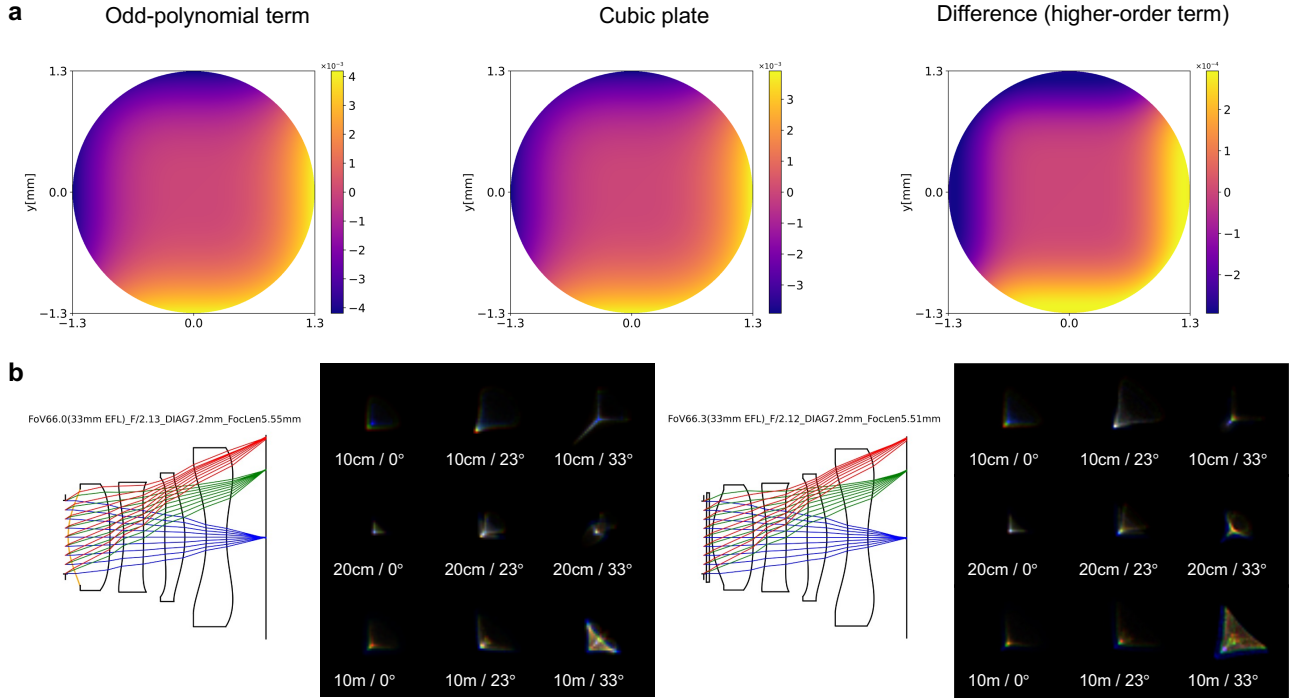 a
Odd-polynomial term
Cubic plate
Difference (higher-order term)
×10⁻³
1.3
0.0
−1.3
y[mm]
−1.3
0.0
1.3
4
3
2
1
0
−1
−2
−3
−4
×10⁻³
1.3
0.0
−1.3
y[mm]
−1.3
0.0
1.3
3
2
1
0
−1
−2
−3
×10⁻⁴
1.3
0.0
−1.3
y[mm]
−1.3
0.0
1.3
2
1
0
−1
−2
b
FoV66.0(33mm EFL)_F/2.13_DIAG7.2mm_FocLen5.55mm
10cm / 0°
10cm / 23°
10cm / 33°
20cm / 0°
20cm / 23°
20cm / 33°
10m / 0°
10m / 23°
10m / 33°
FoV66.3(33mm EFL)_F/2.12_DIAG7.2mm_FocLen5.51mm
10cm / 0°
10cm / 23°
10cm / 33°
20cm / 0°
20cm / 23°
20cm / 33°
10m / 0°
10m / 23°
10m / 33°